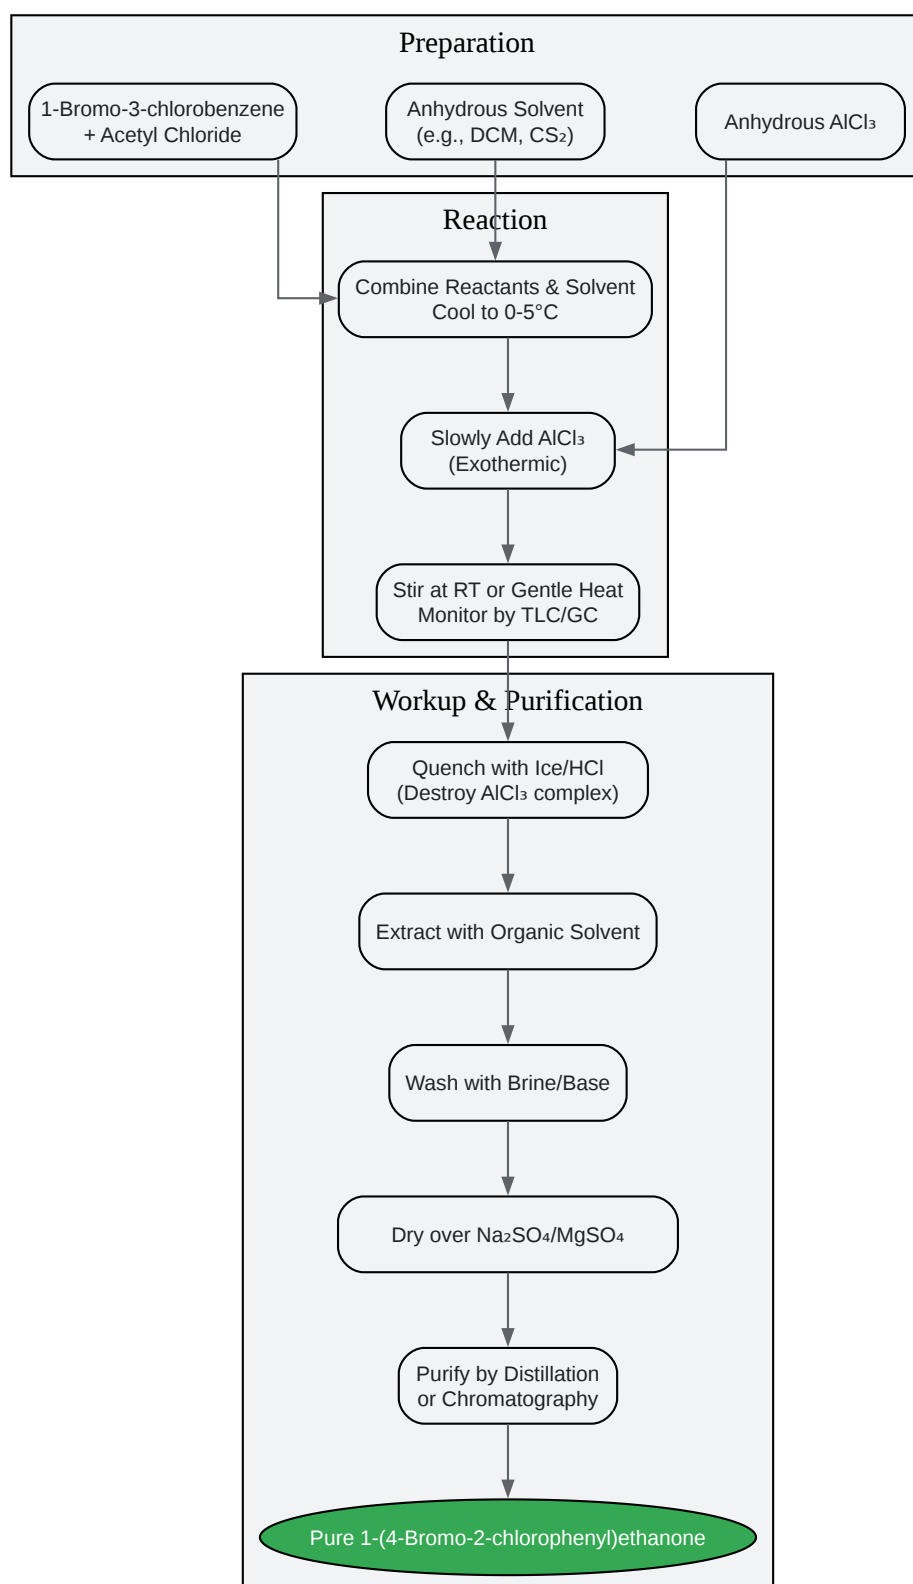 Preparation
1-Bromo-3-chlorobenzene
+ Acetyl Chloride
Anhydrous Solvent
(e.g., DCM, CS₂)
Anhydrous AlCl₃
Reaction
Combine Reactants & Solvent
Cool to 0-5°C
Slowly Add AlCl₃
(Exothermic)
Stir at RT or Gentle Heat
Monitor by TLC/GC
Workup & Purification
Quench with Ice/HCl
(Destroy AlCl₃ complex)
Extract with Organic Solvent
Wash with Brine/Base
Dry over Na₂SO₄/MgSO₄
Purify by Distillation
or Chromatography
Pure 1-(4-Bromo-2-chlorophenyl)ethanone